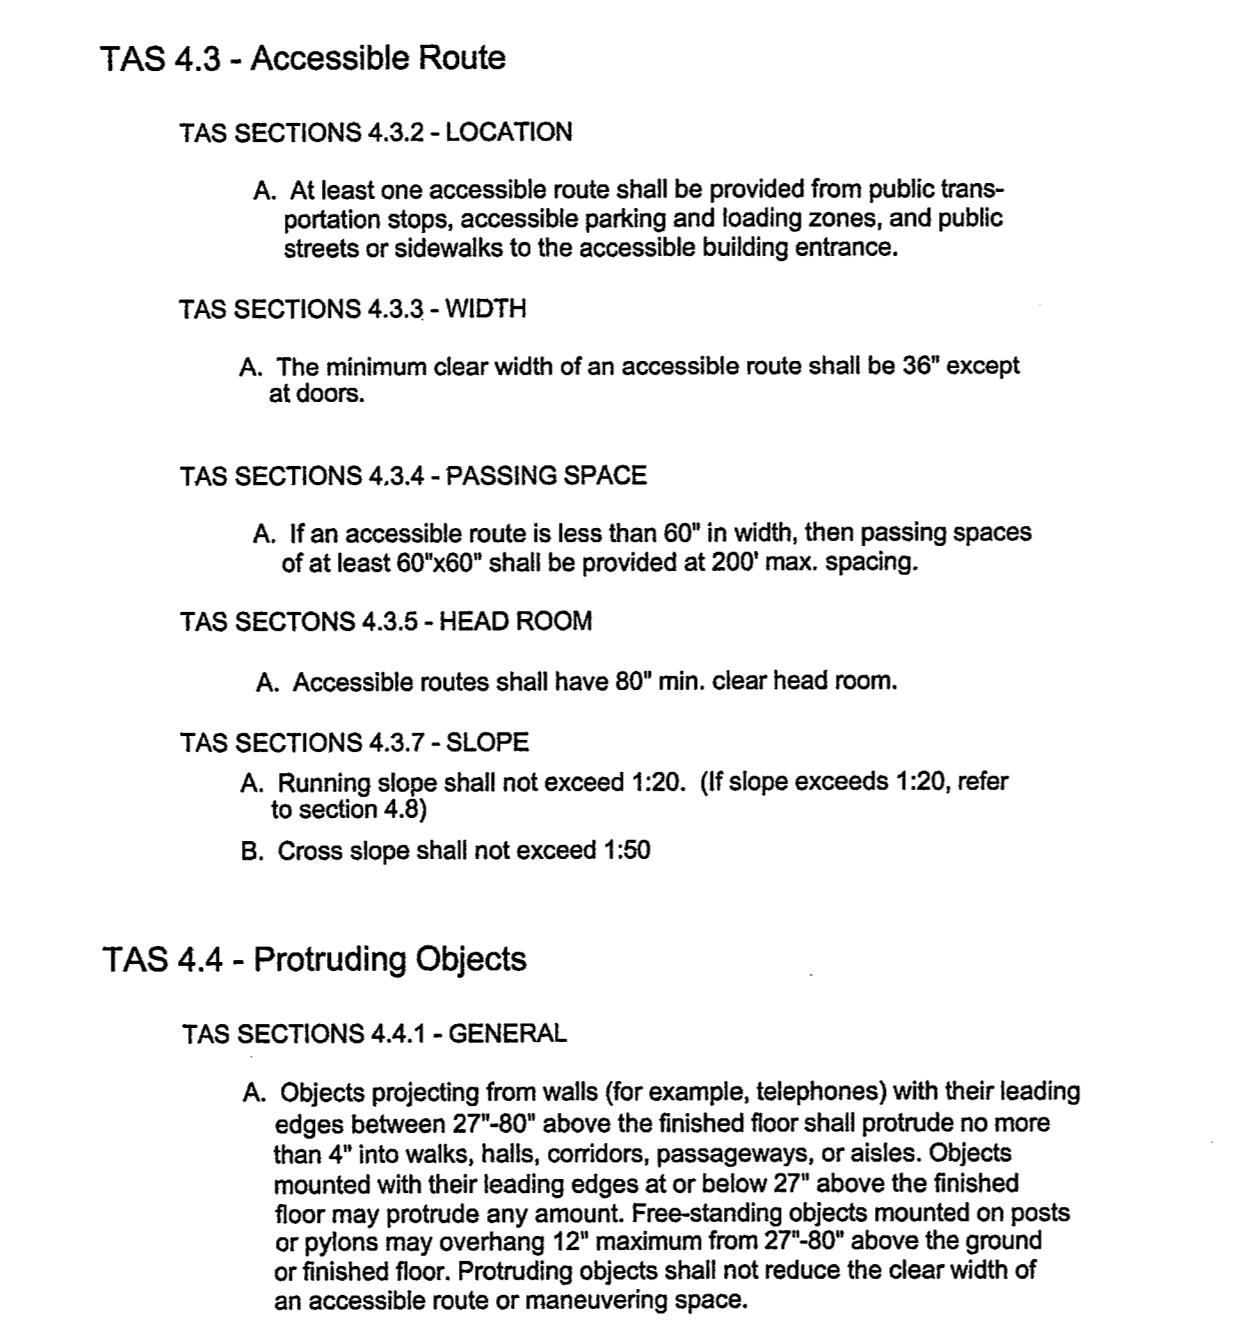 TAS 4.3 - Accessible Route
TAS SECTIONS 4.3.2 - LOCATION
A. At least one accessible route shall be provided from public trans-
portation stops, accessible parking and loading zones, and public
streets or sidewalks to the accessible building entrance.
TAS SECTIONS 4.3.3 - WIDTH
A. The minimum clear width of an accessible route shall be 36" except
at doors.
TAS SECTIONS 4.3.4 - PASSING SPACE
A. If an accessible route is less than 60" in width, then passing spaces
of at least 60"x60" shall be provided at 200' max. spacing.
TAS SECTONS 4.3.5 - HEAD ROOM
A. Accessible routes shall have 80" min. clear head room.
TAS SECTIONS 4.3.7 - SLOPE
A. Running slope shall not exceed 1:20. (If slope exceeds 1:20, refer
to section 4.8)
B. Cross slope shall not exceed 1:50
TAS 4.4 - Protruding Objects
TAS SECTIONS 4.4.1 - GENERAL
A. Objects projecting from walls (for example, telephones) with their leading
edges between 27"-80" above the finished floor shall protrude no more
than 4" into walks, halls, corridors, passageways, or aisles. Objects
mounted with their leading edges at or below 27" above the finished
floor may protrude any amount. Free-standing objects mounted on posts
or pylons may overhang 12" maximum from 27"-80" above the ground
or finished floor. Protruding objects shall not reduce the clear width of
an accessible route or maneuvering space.